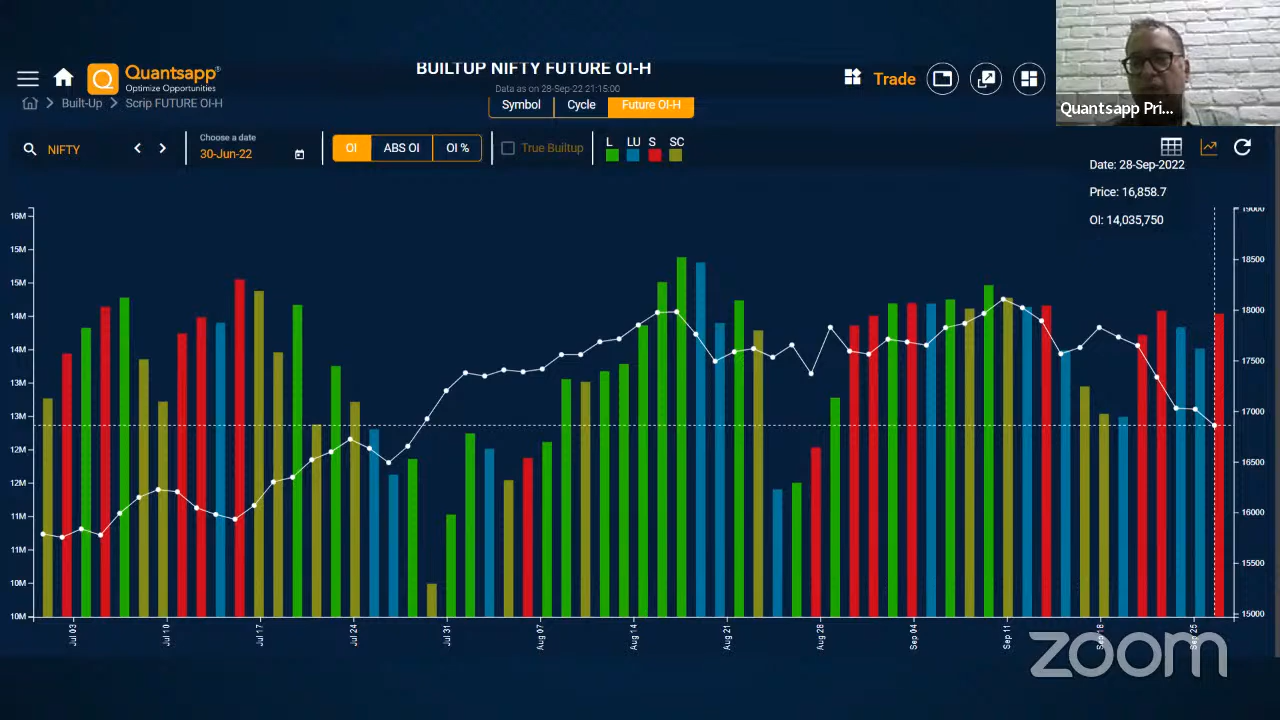 Quantsapp®
Optimize Opportunities
BUILTUP NIFTY FUTURE OI-H
Data as on 28-Sep-22 21:15:00
Symbol Cycle Future OI-H
Trade
Quantsapp Pri...
Built-Up Scrip FUTURE OI-H
NIFTY
Choose a date
30-Jun-22
OI ABS OI OI %
True Builtup
L LU S SC
Date: 28-Sep-2022
Price: 16,858.7
OI: 14,035,750
16M
15M
15M
14M
14M
13M
13M
12M
12M
11M
11M
10M
10M
19000
18500
18000
17500
17000
16500
16000
15500
15000
Jul 03
Jul 10
Jul 17
Jul 24
Jul 31
Aug 07
Aug 14
Aug 21
Aug 28
Sep 04
Sep 11
Sep 18
Sep 25
zoom